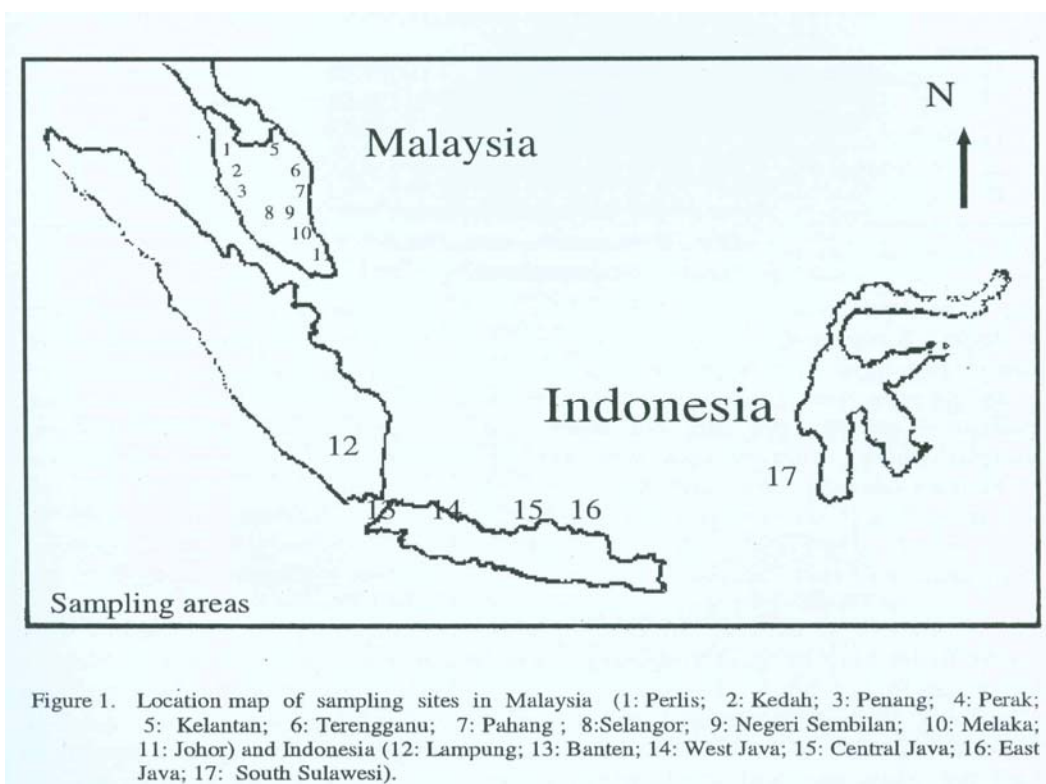 N
Malaysia
1 5
2 6
3 7
8 9
10
11
Indonesia
12
17
13 14 15 16
Sampling areas
Figure 1. Location map of sampling sites in Malaysia (1: Perlis; 2: Kedah; 3: Penang; 4: Perak;
5: Kelantan; 6: Terengganu; 7: Pahang ; 8:Selangor; 9: Negeri Sembilan; 10: Melaka;
11: Johor) and Indonesia (12: Lampung; 13: Banten; 14: West Java; 15: Central Java; 16: East
Java; 17: South Sulawesi).